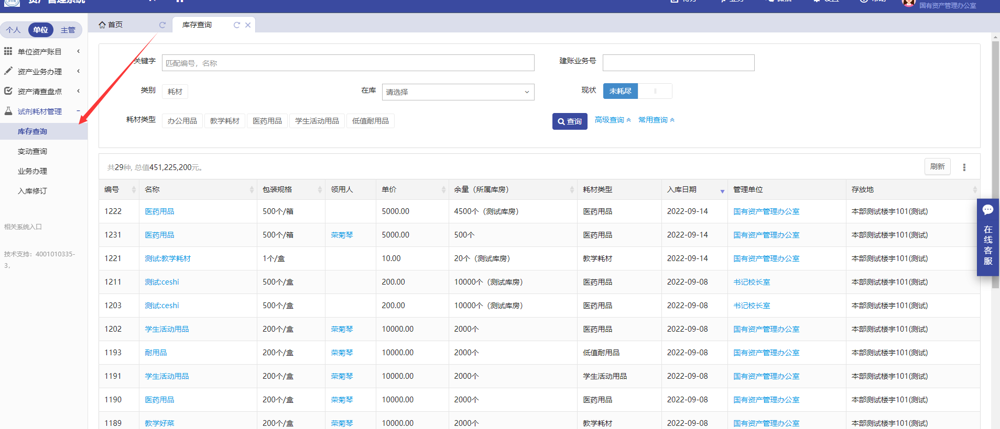 资产管理系统
国有资产管理办公室
个人 单位 主管
首页
库存查询
单位资产账目
资产业务办理
资产清查盘点
试剂耗材管理
库存查询
变动查询
业务办理
入库修订
相关系统入口
技术支持：4001010335-
3,
关键字 匹配编号，名称 建账业务号
类别 耗材 在库 请选择 现状 未耗尽
耗材类型 办公用品 教学耗材 医药用品 学生活动用品 低值耐用品 查询 高级查询 常用查询
共29种, 总值451,225,200元。 刷新
编号 名称 包装规格 领用人 单价 余量（所属库房） 耗材类型 入库日期 管理单位 存放地
1222 医药用品 500个/箱 5000.00 4500个（测试库房） 医药用品 2022-09-14 国有资产管理办公室 本部测试楼宇101(测试)
1231 医药用品 500个/箱 荣菊琴 5000.00 500个 医药用品 2022-09-14 国有资产管理办公室 本部测试楼宇101(测试)
1221 测试:教学耗材 1个/盒 10.00 20个（测试库房） 教学耗材 2022-09-14 国有资产管理办公室 本部测试楼宇101(测试)
1211 测试:ceshi 500个/盒 200.00 10000个（测试库房） 医药用品 2022-09-08 书记校长室 本部测试楼宇101(测试)
1203 测试:ceshi 500个/盒 200.00 10000个（测试库房） 医药用品 2022-09-08 书记校长室 本部测试楼宇101(测试)
1202 学生活动用品 200个/盒 荣菊琴 10000.00 2000个 医药用品 2022-09-08 国有资产管理办公室 本部测试楼宇101(测试)
1193 耐用品 200个/盒 荣菊琴 10000.00 2000个 低值耐用品 2022-09-08 国有资产管理办公室 本部测试楼宇101(测试)
1191 学生活动用品 200个/盒 荣菊琴 10000.00 2000个 学生活动用品 2022-09-08 国有资产管理办公室 本部测试楼宇101(测试)
1190 医药用品 200个/盒 荣菊琴 10000.00 2000个 医药用品 2022-09-08 国有资产管理办公室 本部测试楼宇101(测试)
1189 教学好菜 200个/盒 荣菊琴 10000.00 2000个 教学耗材 2022-09-08 国有资产管理办公室 本部测试楼宇101(测试)
在线客服